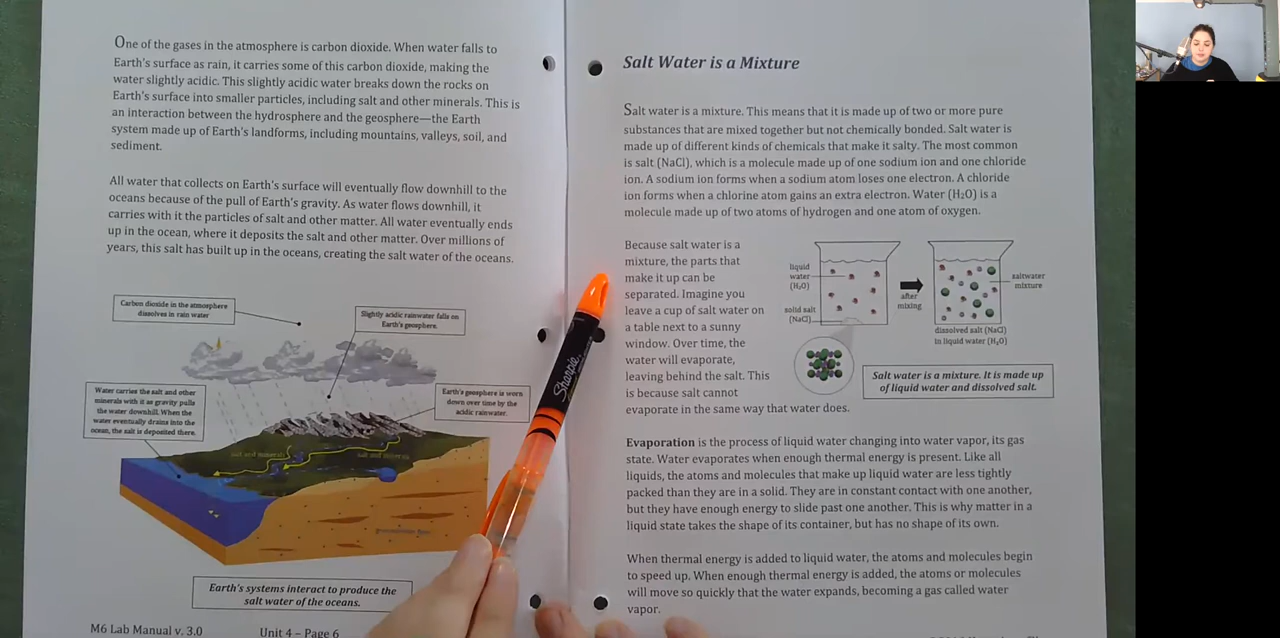 One of the gases in the atmosphere is carbon dioxide. When water falls to
Earth's surface as rain, it carries some of this carbon dioxide, making the
water slightly acidic. This slightly acidic water breaks down the rocks on
Earth's surface into smaller particles, including salt and other minerals. This is
an interaction between the hydrosphere and the geosphere—the Earth
system made up of Earth's landforms, including mountains, valleys, soil, and
sediment.
All water that collects on Earth's surface will eventually flow downhill to the
oceans because of the pull of Earth's gravity. As water flows downhill, it
carries with it the particles of salt and other matter. All water eventually ends
up in the ocean, where it deposits the salt and other matter. Over millions of
years, this salt has built up in the oceans, creating the salt water of the oceans.
Carbon dioxide in the atmosphere
dissolves in rain water
Slightly acidic rainwater falls on
Earth's geosphere.
Water carries the salt and other
minerals with it as gravity pulls
the water downhill. When the
water eventually drains into the
ocean, the salt is deposited there.
Earth's geosphere is worn
down over time by the
acidic rainwater.
salt and minerals
salt and minerals
Earth's systems interact to produce the
salt water of the oceans.
M6 Lab Manual v. 3.0
Unit 4 – Page 6
Sharpie
Salt Water is a Mixture
Salt water is a mixture. This means that it is made up of two or more pure
substances that are mixed together but not chemically bonded. Salt water is
made up of different kinds of chemicals that make it salty. The most common
is salt (NaCl), which is a molecule made up of one sodium ion and one chloride
ion. A sodium ion forms when a sodium atom loses one electron. A chloride
ion forms when a chlorine atom gains an extra electron. Water (H₂O) is a
molecule made up of two atoms of hydrogen and one atom of oxygen.
Because salt water is a
mixture, the parts that
make it up can be
separated. Imagine you
leave a cup of salt water on
a table next to a sunny
window. Over time, the
water will evaporate,
leaving behind the salt. This
is because salt cannot
evaporate in the same way that water does.
liquid
water
(H₂O)
solid salt
(NaCl)
after
mixing
saltwater
mixture
dissolved salt (NaCl)
in liquid water (H₂O)
Salt water is a mixture. It is made up
of liquid water and dissolved salt.
Evaporation is the process of liquid water changing into water vapor, its gas
state. Water evaporates when enough thermal energy is present. Like all
liquids, the atoms and molecules that make up liquid water are less tightly
packed than they are in a solid. They are in constant contact with one another,
but they have enough energy to slide past one another. This is why matter in a
liquid state takes the shape of its container, but has no shape of its own.
When thermal energy is added to liquid water, the atoms and molecules begin
to speed up. When enough thermal energy is added, the atoms or molecules
will move so quickly that the water expands, becoming a gas called water
vapor.